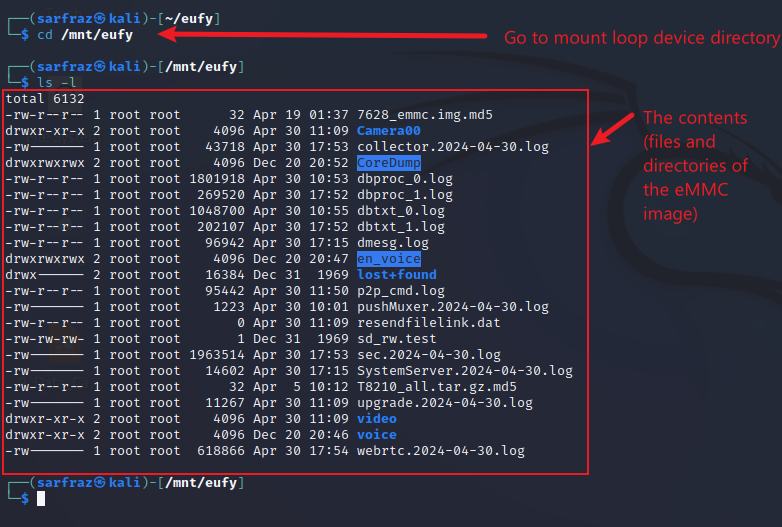 ┌──(sarfraz㉿kali)-[~/eufy]
└─$ cd /mnt/eufy
Go to mount loop device directory
┌──(sarfraz㉿kali)-[/mnt/eufy]
└─$ ls -l
total 6132
-rw-r--r-- 1 root root 32 Apr 19 01:37 7628_emmc.img.md5
drwxr-xr-x 2 root root 4096 Apr 30 11:09 Camera00
-rw------- 1 root root 43718 Apr 30 17:53 collector.2024-04-30.log
drwxrwxrwx 2 root root 4096 Dec 20 20:52 CoreDump
-rw-r--r-- 1 root root 1801918 Apr 30 10:53 dbproc_0.log
-rw-r--r-- 1 root root 269520 Apr 30 17:52 dbproc_1.log
-rw-r--r-- 1 root root 1048700 Apr 30 10:55 dbtxt_0.log
-rw-r--r-- 1 root root 202107 Apr 30 17:52 dbtxt_1.log
-rw-r--r-- 1 root root 96942 Apr 30 17:15 dmesg.log
drwxrwxrwx 2 root root 4096 Dec 20 20:47 en_voice
drwx------ 2 root root 16384 Dec 31 1969 lost+found
-rw-r--r-- 1 root root 95442 Apr 30 11:50 p2p_cmd.log
-rw------- 1 root root 1223 Apr 30 10:01 pushMuxer.2024-04-30.log
-rw-r--r-- 1 root root 0 Apr 30 11:09 resendfilelink.dat
-rw-rw-rw- 1 root root 1 Dec 31 1969 sd_rw.test
-rw------- 1 root root 1963514 Apr 30 17:53 sec.2024-04-30.log
-rw------- 1 root root 14602 Apr 30 17:15 SystemServer.2024-04-30.log
-rw-r--r-- 1 root root 32 Apr 5 10:12 T8210_all.tar.gz.md5
-rw------- 1 root root 11267 Apr 30 11:09 upgrade.2024-04-30.log
drwxr-xr-x 2 root root 4096 Apr 30 11:09 video
drwxr-xr-x 2 root root 4096 Dec 20 20:46 voice
-rw------- 1 root root 618866 Apr 30 17:54 webrtc.2024-04-30.log
The contents
(files and
directories of
the eMMC
image)
┌──(sarfraz㉿kali)-[/mnt/eufy]
└─$